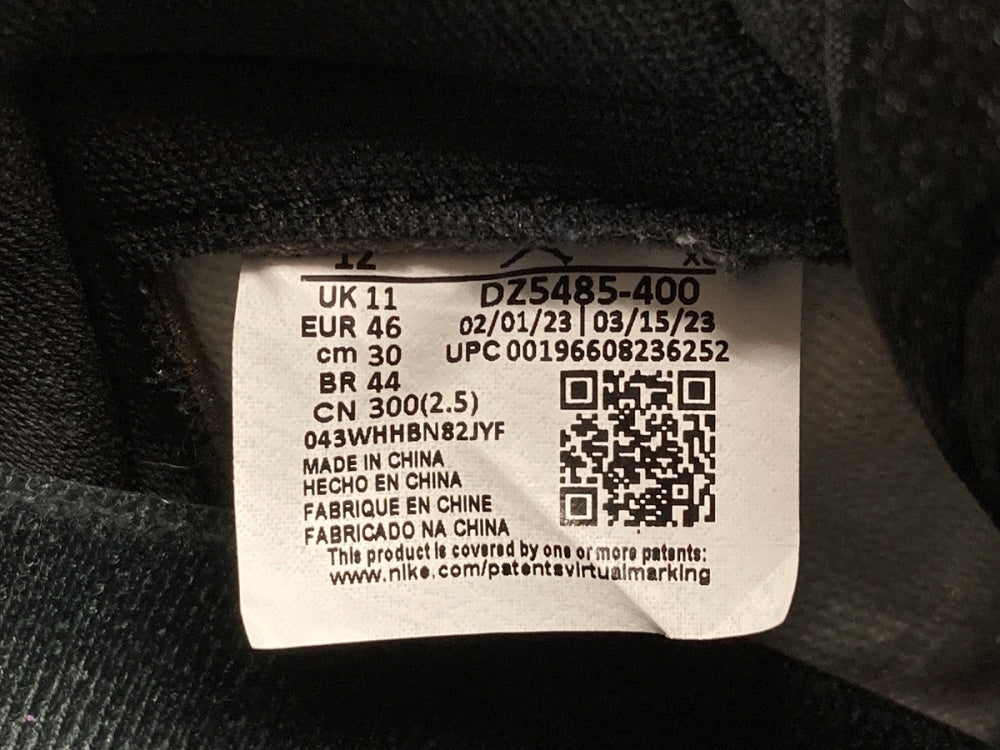 12
UK 11
EUR 46
cm 30
BR 44
CN 300(2.5)
043WHHBN82JYF
DZ5485-400
02/01/23 | 03/15/23
UPC 00196608236252
MADE IN CHINA
HECHO EN CHINA
FABRIQUE EN CHINE
FABRICADO NA CHINA
This product is covered by one or more patents:
www.nike.com/patentsvirtualmarking